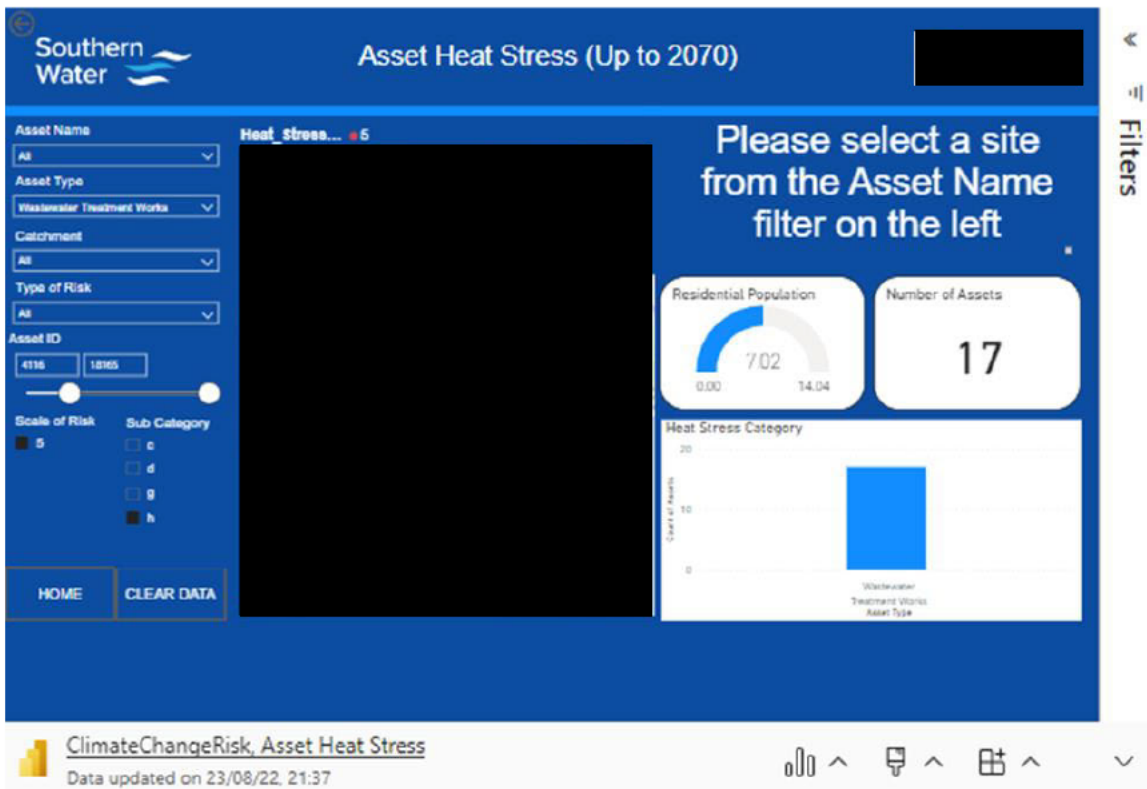 Southern
Water
Asset Heat Stress (Up to 2070)
Asset Name
All
Asset Type
Wastewater Treatment Works
Catchment
All
Type of Risk
All
Asset ID
4116 18165
Scale of Risk
5
Sub Category
c
d
g
h
HOME CLEAR DATA
Heat_Stress... 5
Please select a site
from the Asset Name
filter on the left
Residential Population
7.02
0.00 14.04
Number of Assets
17
Heat Stress Category
20
10
0
Count of Assets
Wastewater
Treatment Works
Asset Type
Filters
ClimateChangeRisk, Asset Heat Stress
Data updated on 23/08/22, 21:37